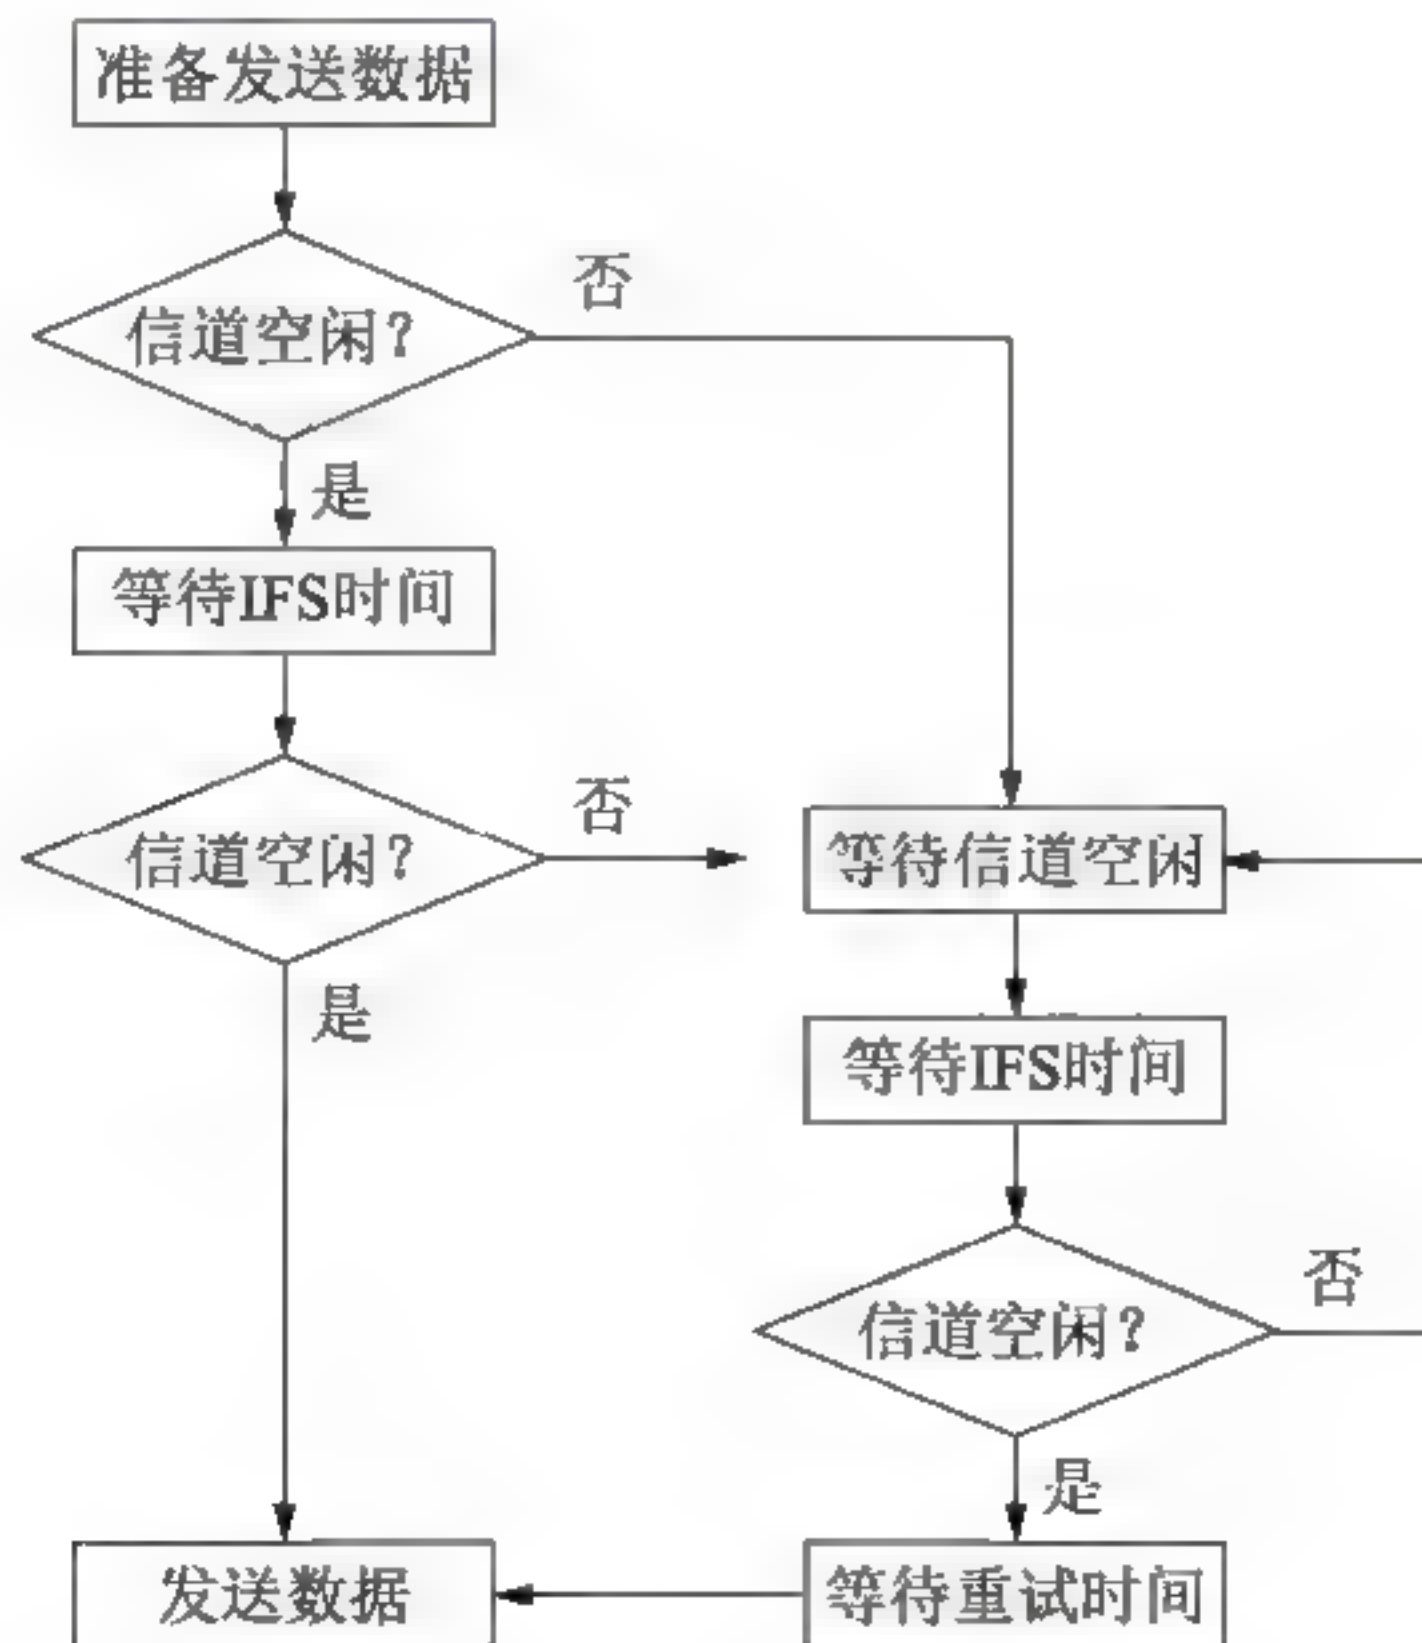 准备发送数据
信道空闲？
否
是
等待IFS时间
信道空闲？
否
是
等待信道空闲
等待IFS时间
信道空闲？
否
是
发送数据
等待重试时间